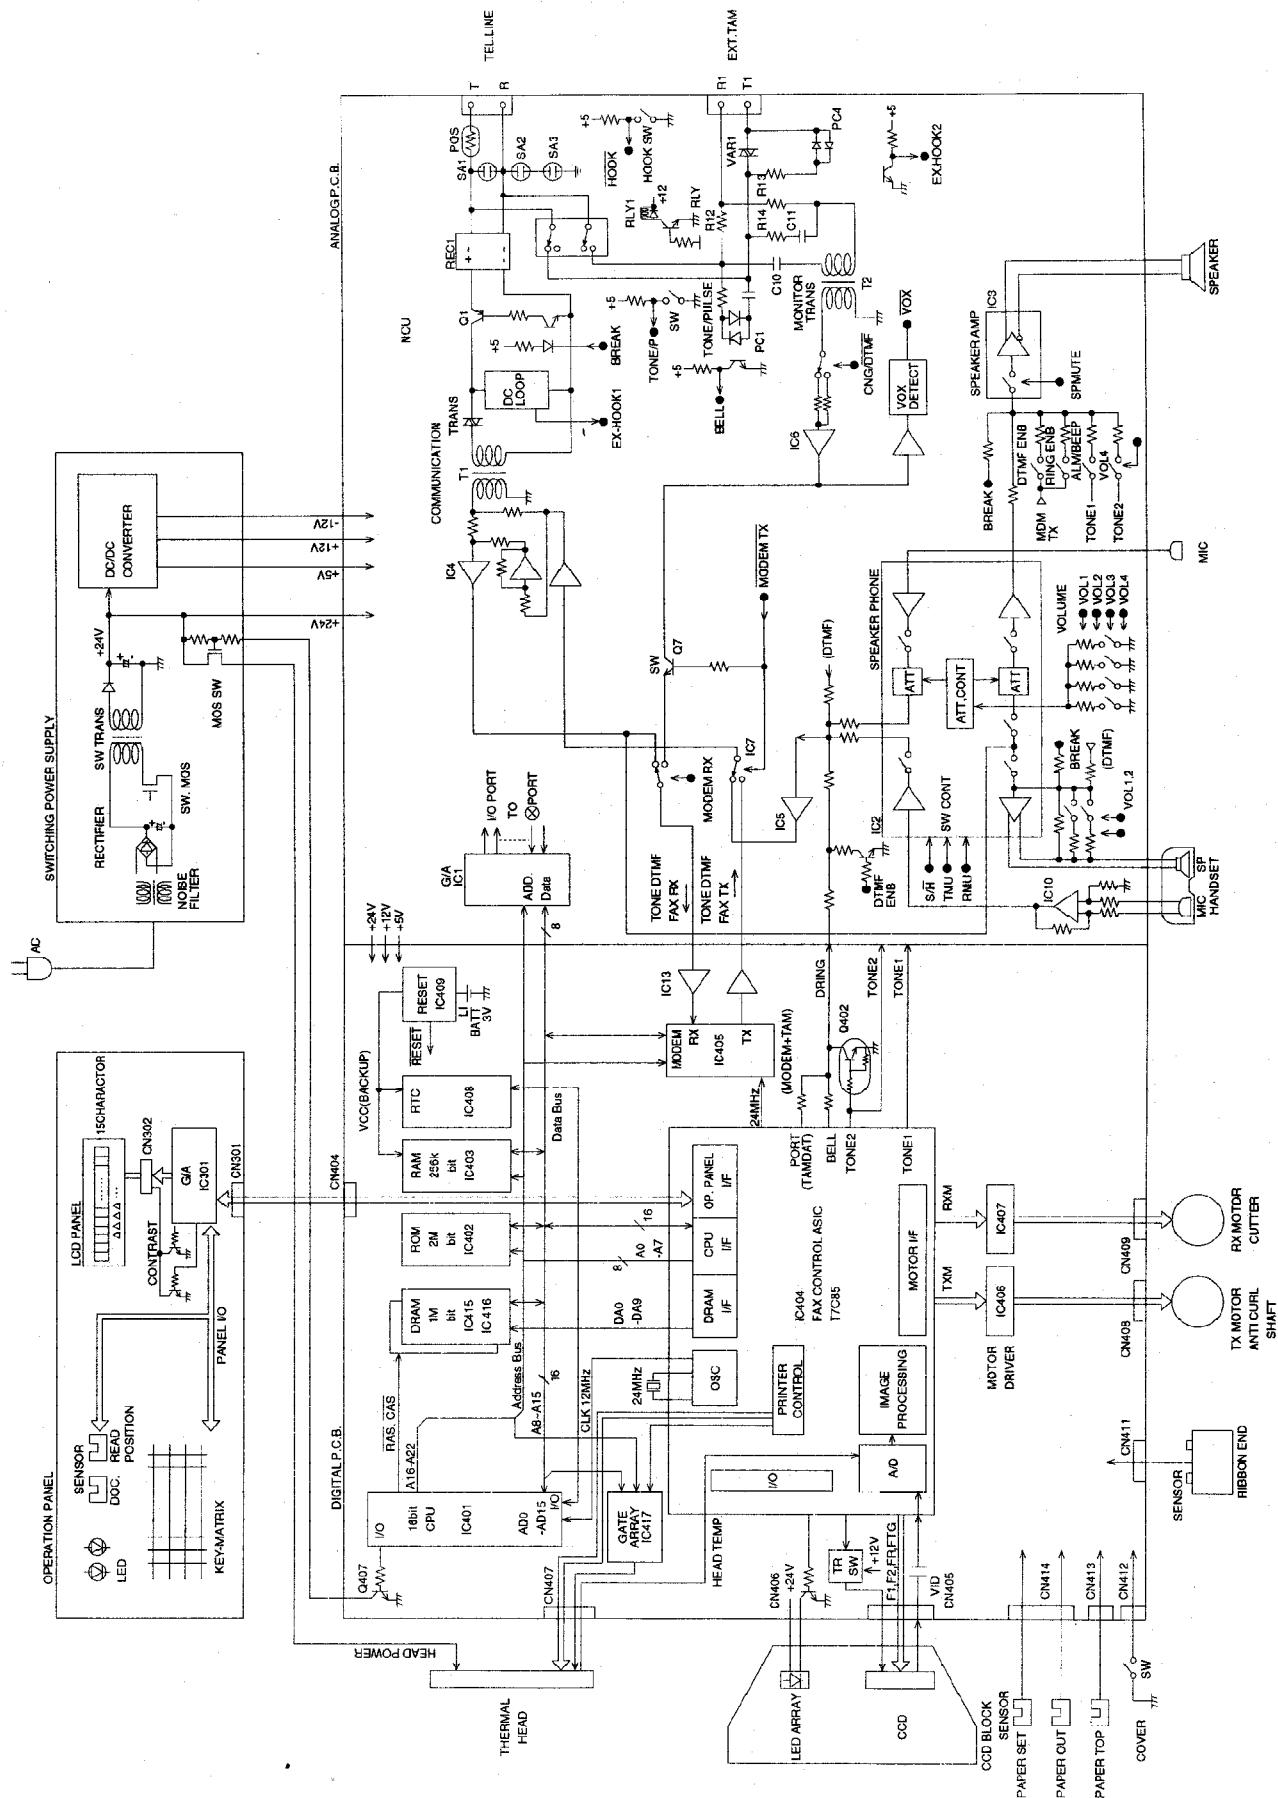 SWITCHING POWER SUPPLY
AC
NOISE
FILTER
RECTIFIER
SW. MOS
SW TRANS
+24V
MOS SW
DC/DC
CONVERTER
+24V
+5V
+12V
-12V
OPERATION PANEL
LED
SENSOR
DOC.
READ
POSITION
KEY-MATRIX
PANEL I/O
LCD PANEL
15CHARACTOR
CONTRAST
CN302
G/A
IC301
CN301
DIGITAL P.C.B.
CN404
Q407
I/O
16bit
CPU
IC401
AD0
-AD15
I/O
RAS. CAS
A16-A22
Address Bus
A8-A15
16
CLK 12MHz
DRAM
1M
bit
IC415
IC416
ROM
2M
bit
IC402
RAM
256k
bit
IC403
RTC
IC408
VCC(BACKUP)
RESET
RESET
IC409
LI
BATT
3V
+24V
+12V
+5V
Data Bus
8
DA0
-DA9
8
A0
-A7
16
24MHz
OSC
DRAM
I/F
CPU
I/F
OP. PANEL
I/F
GATE
ARRAY
IC417
CN407
HEAD TEMP
HEAD POWER
THERMAL
HEAD
PRINTER
CONTROL
IC404
FAX CONTROL ASIC
T7C85
I/O
A/D
IMAGE
PROCESSING
MOTOR I/F
PORT
(TAMDAT)
BELL
TONE2
TONE1
24MHz
(MODEM+TAM)
MODEM
RX
IC405
TX
IC13
Q402
DRING
TONE2
TONE1
CN406
+24V
LED ARRAY
TR
SW
+12V
F1,F2,FR,FTG
VID
CN405
CCD
CCD BLOCK
SENSOR
PAPER SET
PAPER OUT
PAPER TOP
COVER
SW
CN414
CN413
CN412
CN411
SENSOR
RIBBON END
TXM
RXM
MOTOR
DRIVER
IC406
IC407
CN408
CN409
TX MOTOR
ANTI CURL
SHAFT
RX MOTOR
CUTTER
ANALOG P.C.B.
G/A
IC1
ADD.
Data
I/O PORT
TO
PORT
TONE DTMF
FAX RX
TONE DTMF
FAX TX
MODEM RX
IC7
IC5
SW
Q7
MODEM TX
(DTMF)
DTMF
ENB
IC2
COMMUNICATION
TRANS
T1
IC4
NCU
DC
LOOP
EX-HOOK1
BREAK
+5
Q1
REC1
SA1
SA2
SA3
POS
T
R
TEL.LINE
HOOK
HOOK SW
+5
RLY1
+12
RLY
TONE/P
SW
TONE/PULSE
+5
BELL
+5
PC1
R12
R13
R14
C11
C10
VAR1
PC4
R1
T1
EXT.TAM
EX.HOOK2
+5
MONITOR
TRANS
T2
CNG/DTMF
IC6
VOX
DETECT
VOX
SPEAKER PHONE
ATT
ATT,CONT
ATT
SW CONT
S/H
TMU
RMU
VOLUME
VOL1
VOL2
VOL3
VOL4
BREAK
(DTMF)
VOL1,2
IC10
MIC
SP
HANDSET
MIC
BREAK
DTMF ENB
RING ENB
ALM/BEEP
VOL4
MDM
TX
TONE1
TONE2
SPEAKER AMP
IC3
SPMUTE
SPEAKER